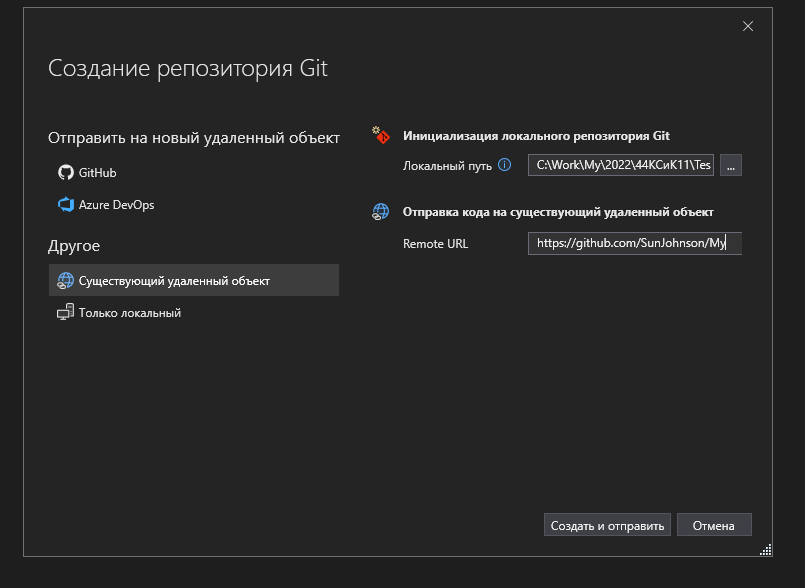 Создание репозитория Git
Отправить на новый удаленный объект
GitHub
Azure DevOps
Другое
Существующий удаленный объект
Только локальный
Инициализация локального репозитория Git
Локальный путь
C:\Work\My\2022\44КСиК11\Tes
...
Отправка кода на существующий удаленный объект
Remote URL
https://github.com/SunJohnson/My
Создать и отправить
Отмена